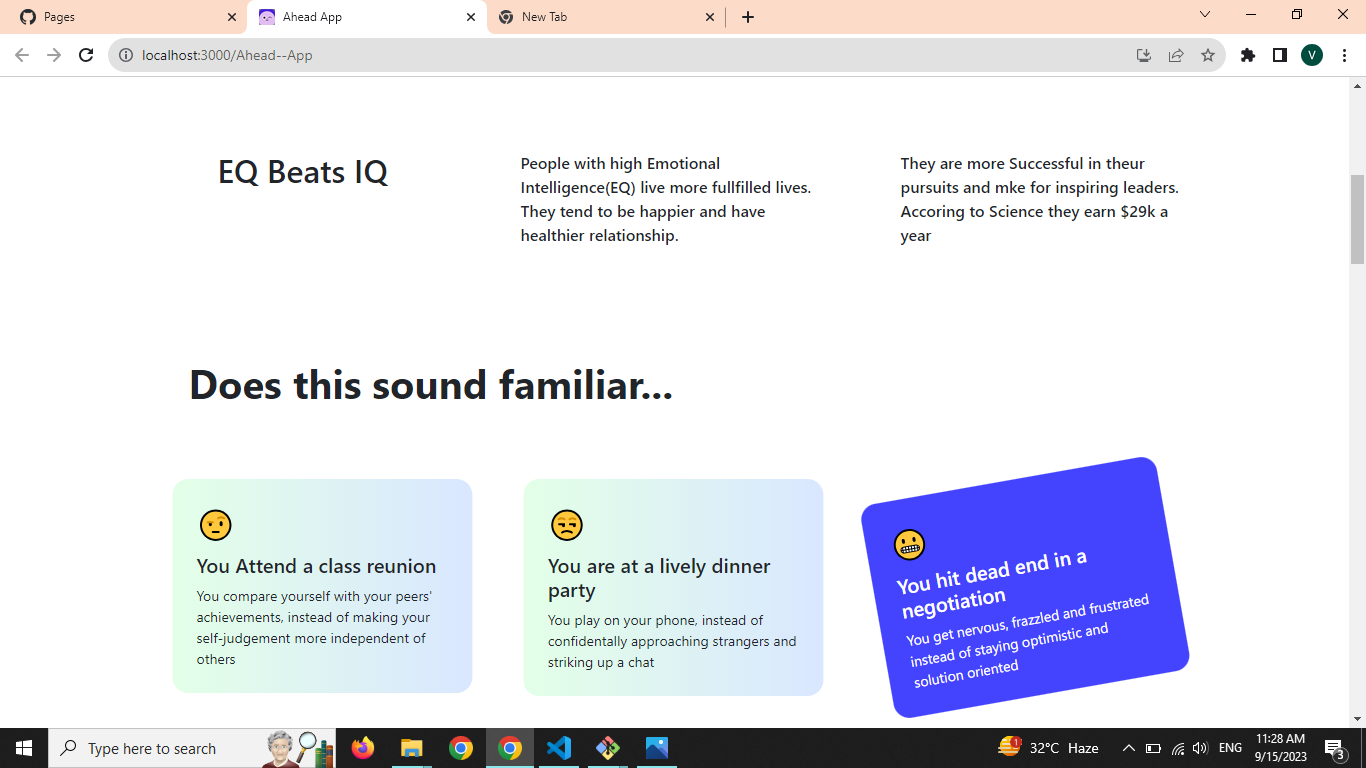 Pages
Ahead App
New Tab
localhost:3000/Ahead--App
V
EQ Beats IQ
People with high Emotional
Intelligence(EQ) live more fullfilled lives.
They tend to be happier and have
healthier relationship.
They are more Successful in theur
pursuits and mke for inspiring leaders.
Accoring to Science they earn $29k a
year
Does this sound familiar...
You Attend a class reunion
You compare yourself with your peers'
achievements, instead of making your
self-judgement more independent of
others
You are at a lively dinner
party
You play on your phone, instead of
confidentally approaching strangers and
striking up a chat
You hit dead end in a
negotiation
You get nervous, frazzled and frustrated
instead of staying optimistic and
solution oriented
Type here to search
1
32°C Haze
ENG
11:28 AM
9/15/2023
3